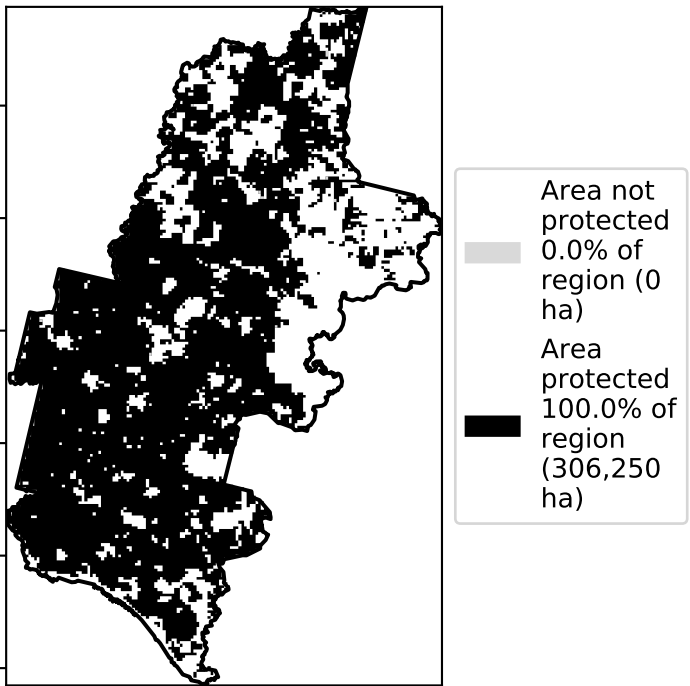 Area not
protected
0.0% of
region (0
ha)
Area
protected
100.0% of
region
(306,250
ha)